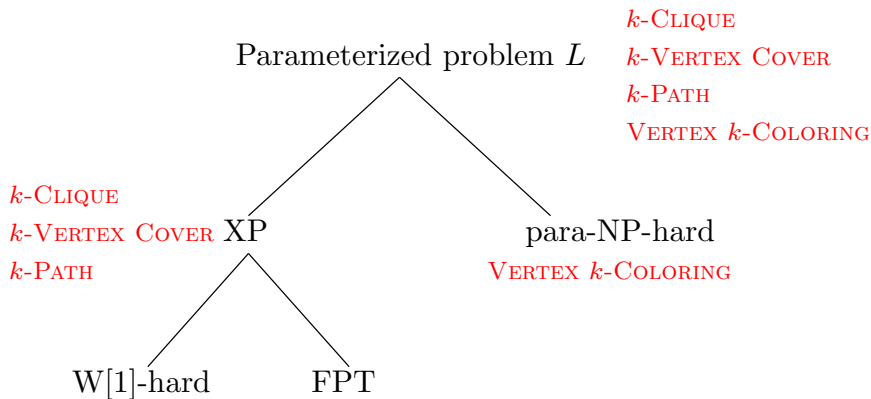 k-CLIQUE
Parameterized problem L
k-VERTEX COVER
k-PATH
VERTEX k-COLORING
k-CLIQUE
k-VERTEX COVER XP
k-PATH
para-NP-hard
VERTEX k-COLORING
W[1]-hard
FPT